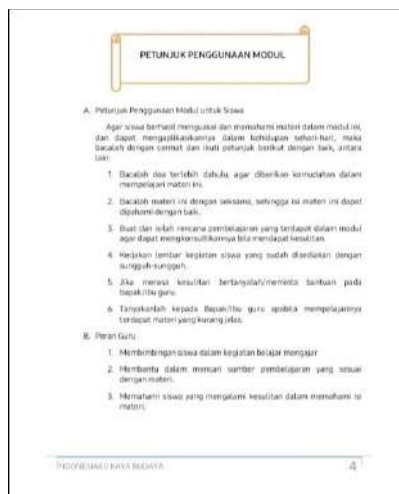 PETUNJUK PENGGUNAAN MODUL
A. Petunjuk Penggunaan Modul untuk Siswa
Agar siswa berhasil menguasai dan memahami materi dalam modul ini,
dan dapat mengaplikasikannya dalam kehidupan sehari-hari, maka
bacalah dengan cermat dan ikuti petunjuk berikut dengan baik, antara
lain:
1. Bacalah doa terlebih dahulu, agar diberikan kemudahan dalam
mempelajari materi ini.
2. Bacalah materi ini dengan seksama, sehingga isi materi ini dapat
dipahami dengan baik.
3. Buat dan isilah rencana pembelajaran yang terdapat dalam modul
agar dapat mengkonsultikannya bila mendapat kesulitan.
4. Kerjakan lembar kegiatan siswa yang sudah disediakan dengan
sungguh-sungguh.
5. Jika merasa kesulitan bertanyalah/meminta bantuan pada
bapak/ibu guru.
6. Tanyakanlah kepada Bapak/Ibu guru apabila mempelajarinya
terdapat materi yang kurang jelas.
B. Peran Guru
1. Membimbingan siswa dalam kegiatan belajar mengajar
2. Membantu dalam mencari sumber pembelajaran yang sesuai
dengan materi.
3. Memahami siswa yang mengalami kesulitan dalam memahami isi
materi.
INDONESIAKU KAYA BUDAYA 4